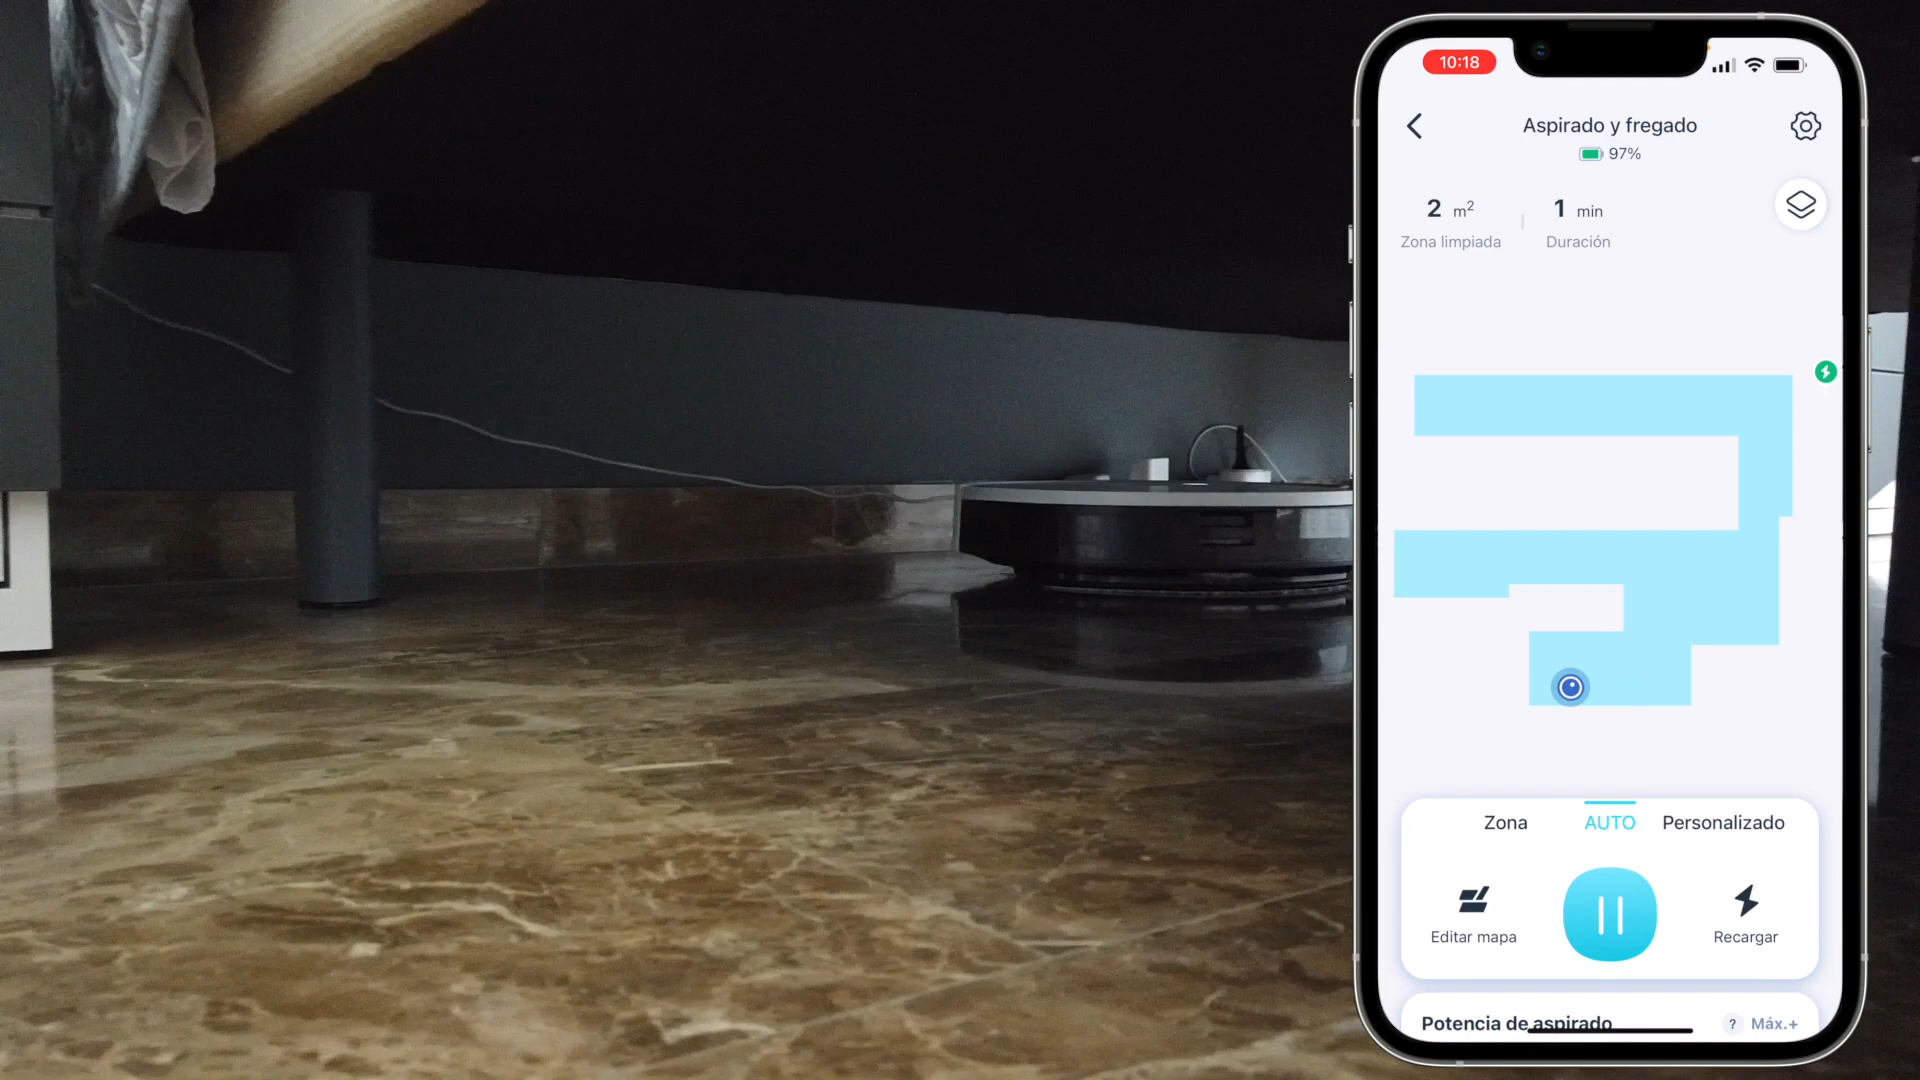 10:18
Aspirado y fregado
97%
2 m²
1 min
Zona limpiada
Duración
Zona
AUTO
Personalizado
Editar mapa
Recargar
Potencia de aspirado
? Máx.+